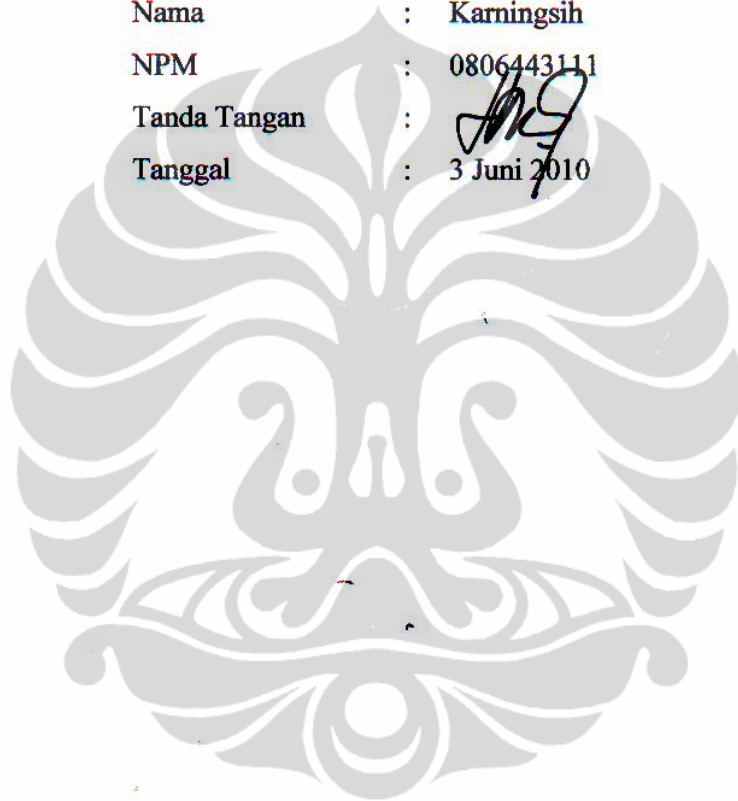 Nama : Karningsih
NPM : 0806443111
Tanda Tangan :
Tanggal : 3 Juni 2010